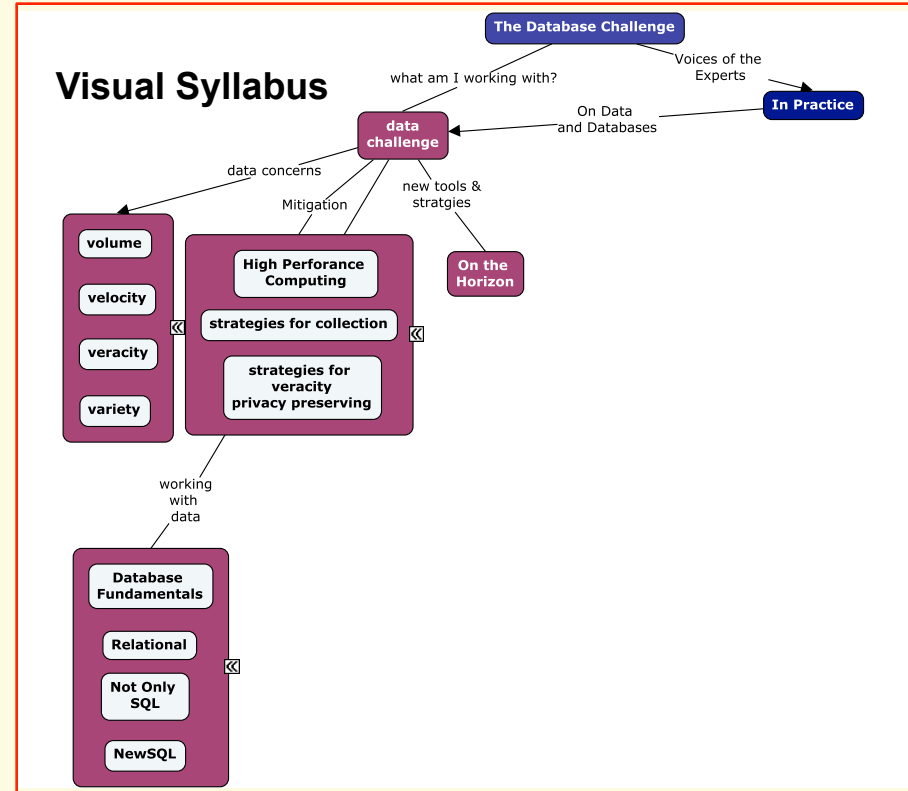 The Database Challenge
Visual Syllabus
what am I working with?
Voices of the
Experts
In Practice
On Data
and Databases
data
challenge
data concerns
Mitigation
new tools &
stratgies
volume
velocity
veracity
variety
High Perforance
Computing
strategies for collection
strategies for
veracity
privacy preserving
On the
Horizon
working
with
data
Database
Fundamentals
Relational
Not Only
SQL
NewSQL